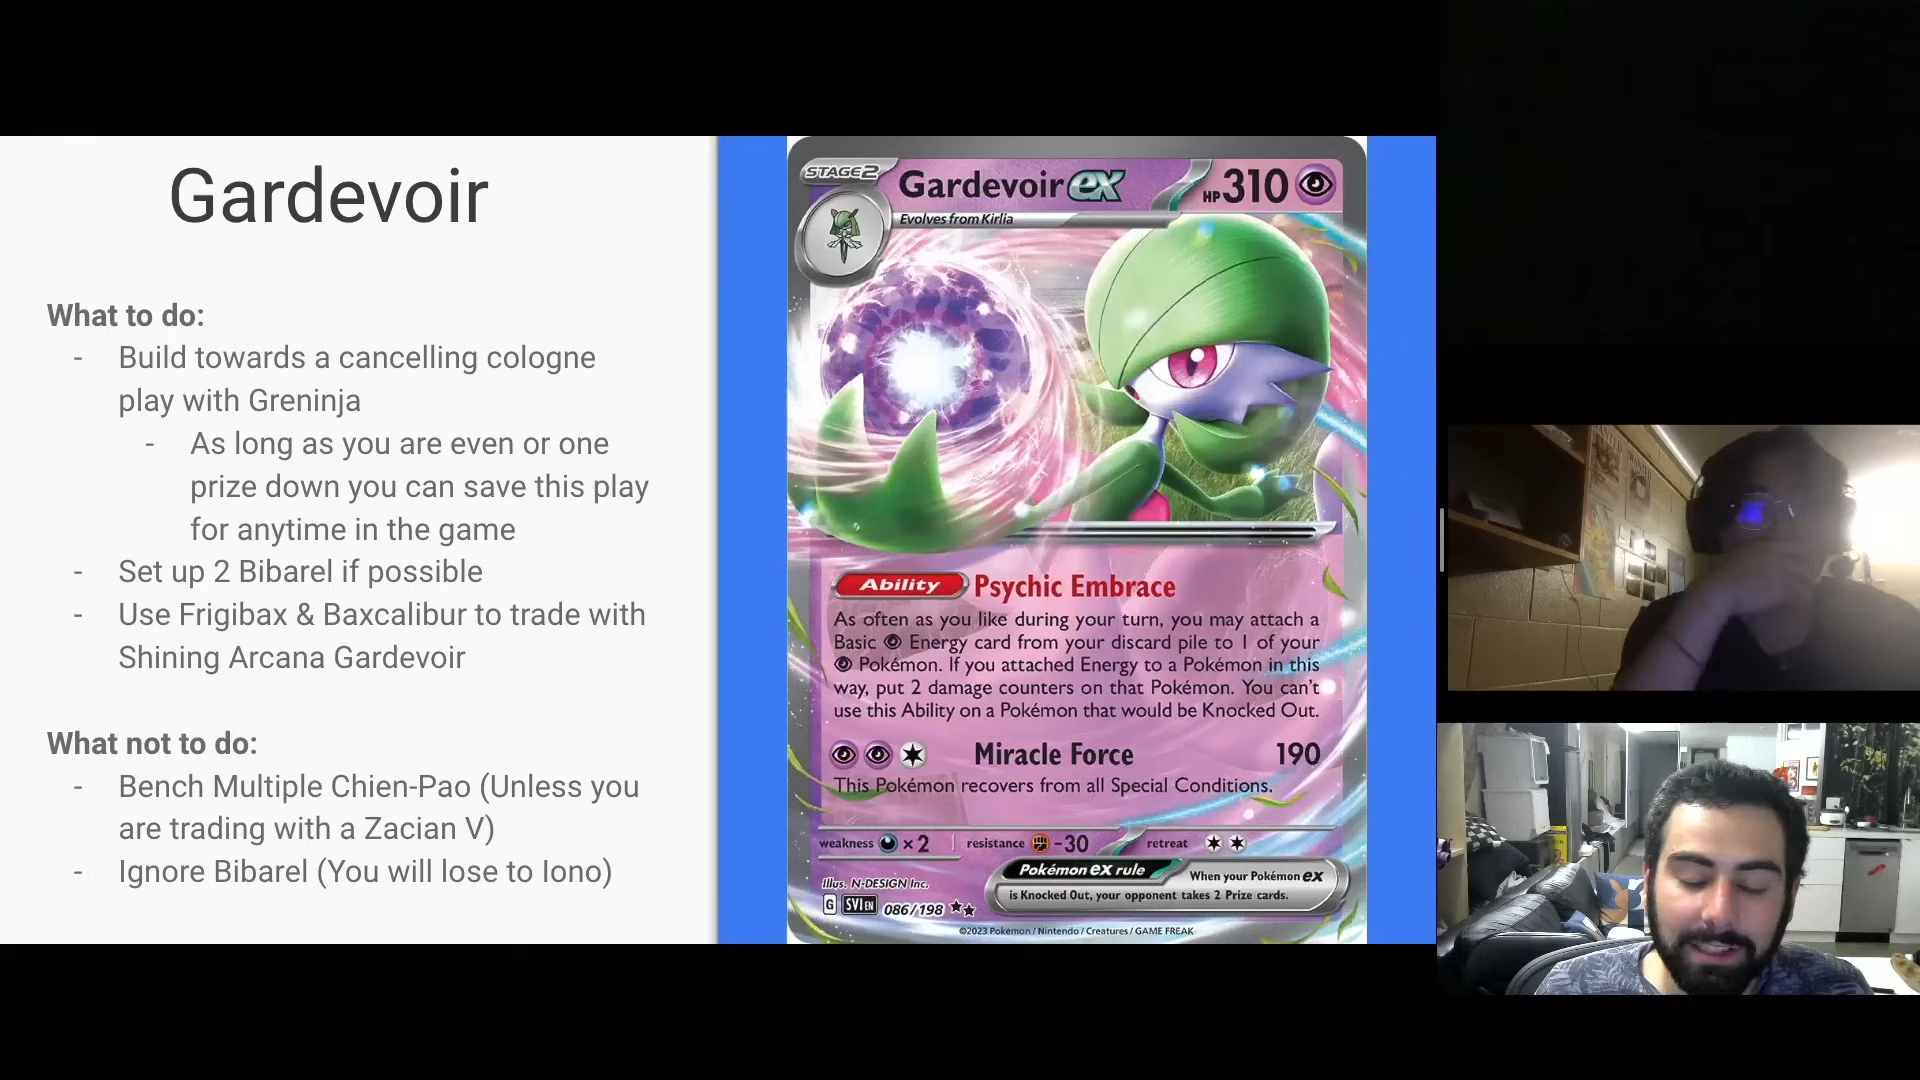 Gardevoir
What to do:
- Build towards a cancelling cologne
play with Greninja
- As long as you are even or one
prize down you can save this play
for anytime in the game
- Set up 2 Bibarel if possible
- Use Frigibax & Baxcalibur to trade with
Shining Arcana Gardevoir
What not to do:
- Bench Multiple Chien-Pao (Unless you
are trading with a Zacian V)
- Ignore Bibarel (You will lose to Iono)
STAGE2
Gardevoir ex
HP 310
Evolves from Kirlia
Ability Psychic Embrace
As often as you like during your turn, you may attach a
Basic Energy card from your discard pile to 1 of your
Pokémon. If you attached Energy to a Pokémon in this
way, put 2 damage counters on that Pokémon. You can't
use this Ability on a Pokémon that would be Knocked Out.
Miracle Force 190
This Pokémon recovers from all Special Conditions.
weakness ×2 resistance -30 retreat
Pokémon ex rule When your Pokémon ex
is Knocked Out, your opponent takes 2 Prize cards.
Illus. N-DESIGN Inc.
G SVI EN 086/198
©2023 Pokémon / Nintendo / Creatures / GAME FREAK